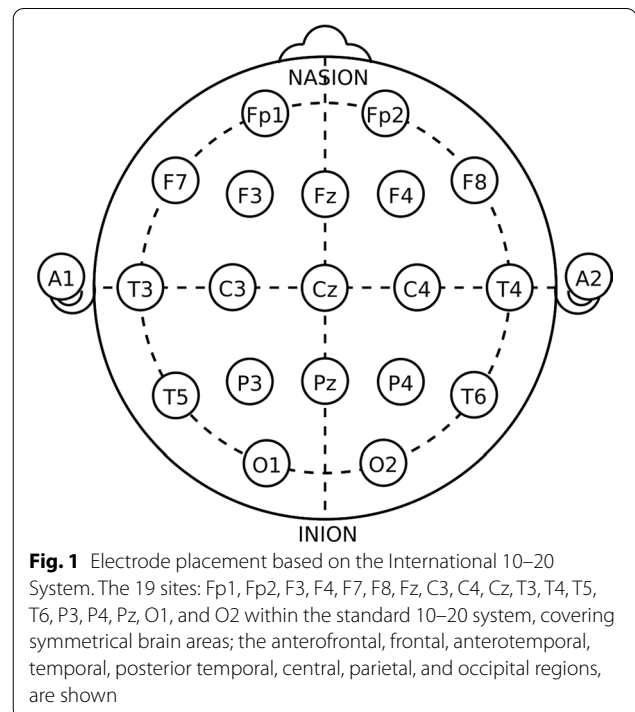 NASION
Fp1 Fp2
F7 F3 Fz F4 F8
A1 T3 C3 Cz C4 T4 A2
T5 P3 Pz P4 T6
O1 O2
INION
Fig. 1 Electrode placement based on the International 10–20
System. The 19 sites: Fp1, Fp2, F3, F4, F7, F8, Fz, C3, C4, Cz, T3, T4, T5,
T6, P3, P4, Pz, O1, and O2 within the standard 10–20 system, covering
symmetrical brain areas; the anterofrontal, frontal, anterotemporal,
temporal, posterior temporal, central, parietal, and occipital regions,
are shown